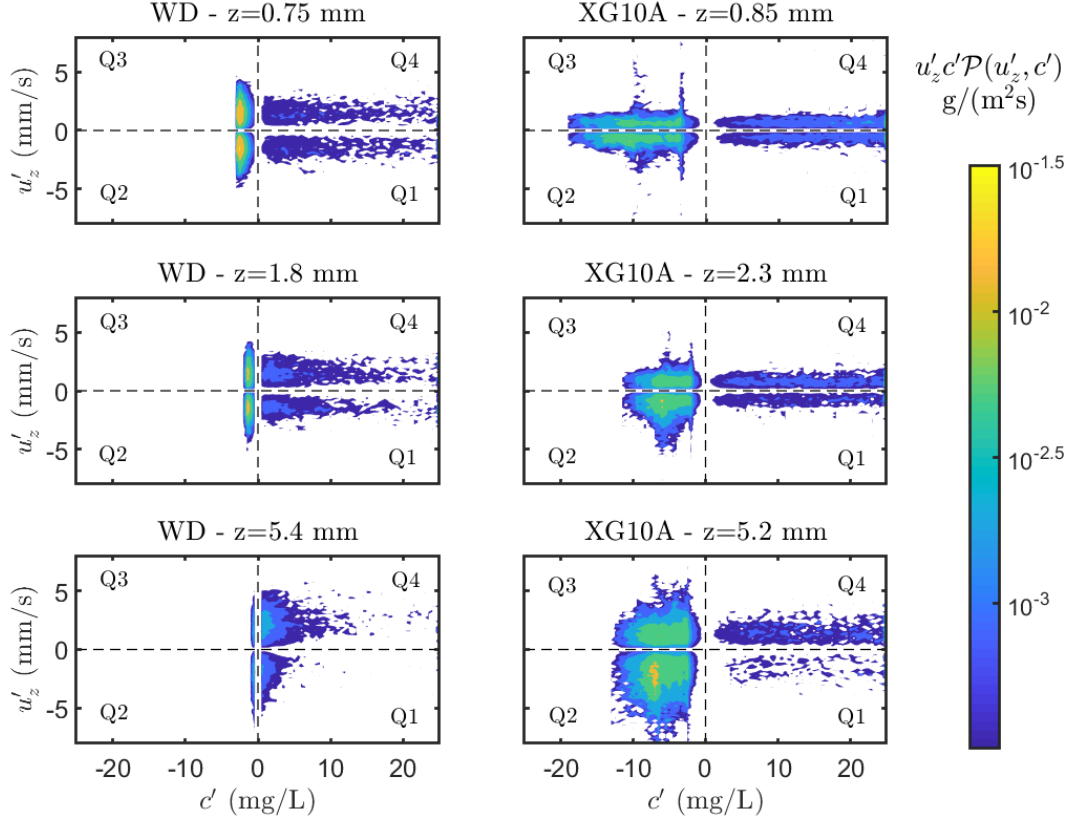 WD - z=0.75 mm
Q3
Q4
Q2
Q1
5
0
-5
u′z (mm/s)
XG10A - z=0.85 mm
Q3
Q4
Q2
Q1
5
0
-5
u′z c′P(u′z, c′)
g/(m²s)
10^-1.5
10^-2
10^-2.5
10^-3
WD - z=1.8 mm
Q3
Q4
Q2
Q1
5
0
-5
u′z (mm/s)
XG10A - z=2.3 mm
Q3
Q4
Q2
Q1
5
0
-5
WD - z=5.4 mm
Q3
Q4
Q2
Q1
5
0
-5
u′z (mm/s)
-20 -10 0 10 20
c′ (mg/L)
XG10A - z=5.2 mm
Q3
Q4
Q2
Q1
5
0
-5
-20 -10 0 10 20
c′ (mg/L)